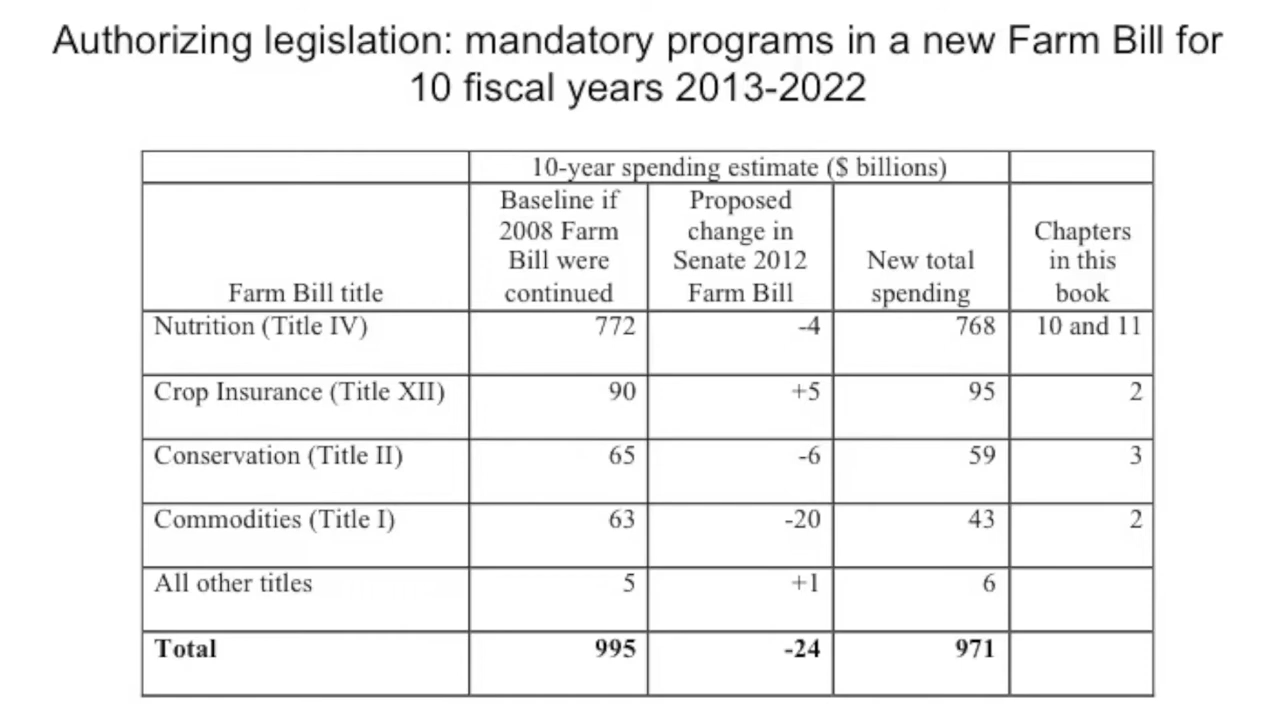 Authorizing legislation: mandatory programs in a new Farm Bill for
10 fiscal years 2013-2022
10-year spending estimate ($ billions)
Farm Bill title
Baseline if
2008 Farm
Bill were
continued
Proposed
change in
Senate 2012
Farm Bill
New total
spending
Chapters
in this
book
Nutrition (Title IV) 772 -4 768 10 and 11
Crop Insurance (Title XII) 90 +5 95 2
Conservation (Title II) 65 -6 59 3
Commodities (Title I) 63 -20 43 2
All other titles 5 +1 6
Total 995 -24 971